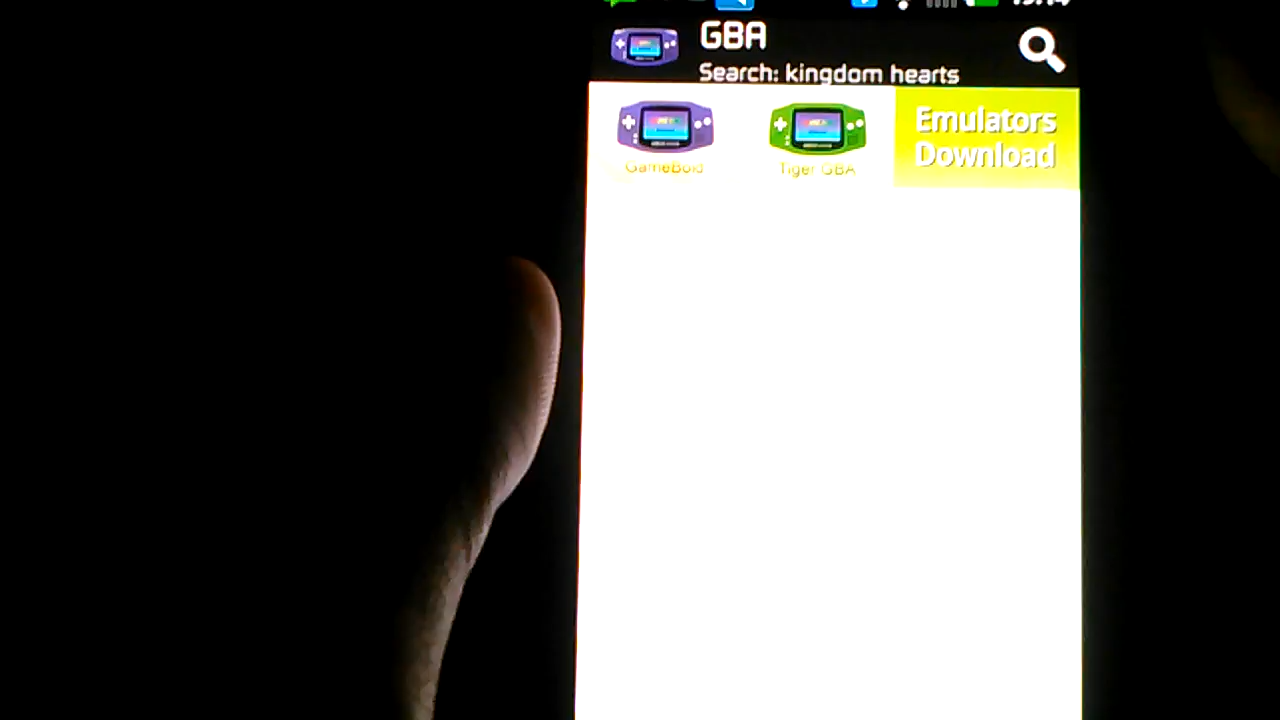 GBA
Search: kingdom hearts
GameBoid
Tiger GBA
Emulators
Download